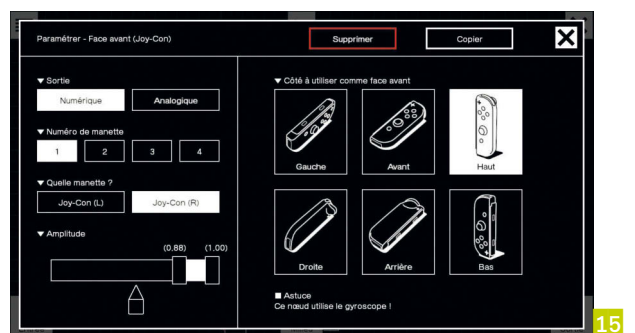 Paramétrer - Face avant (Joy-Con)
Supprimer
Copier
▼ Sortie
Numérique
Analogique
▼ Numéro de manette
1 2 3 4
▼ Quelle manette ?
Joy-Con (L)
Joy-Con (R)
▼ Amplitude
(0.88) (1.00)
▼ Côté à utiliser comme face avant
Gauche
Avant
Haut
Droite
Arrière
Bas
■ Astuce
Ce nœud utilise le gyroscope !
15